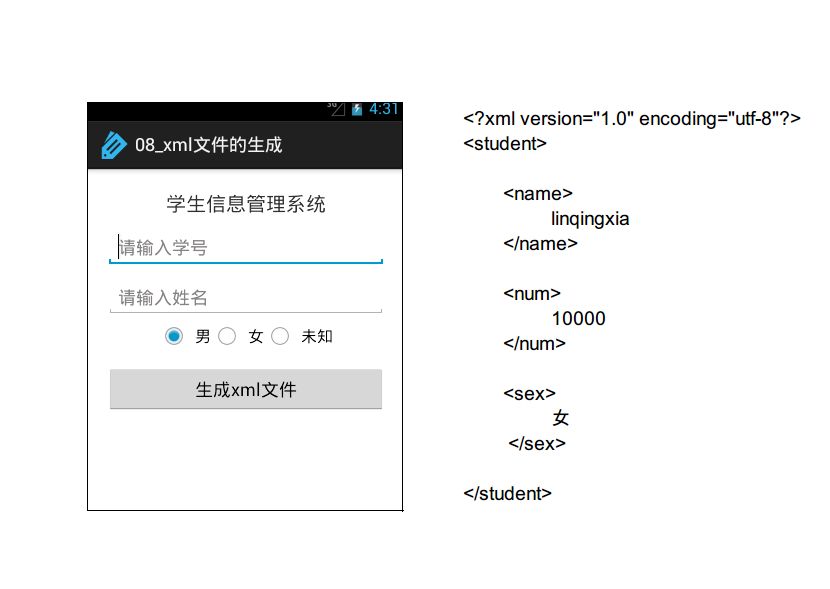 3G 4:31
08_xml文件的生成
学生信息管理系统
请输入学号
请输入姓名
男 女 未知
生成xml文件
<?xml version="1.0" encoding="utf-8"?>
<student>
<name>
linqingxia
</name>
<num>
10000
</num>
<sex>
女
</sex>
</student>